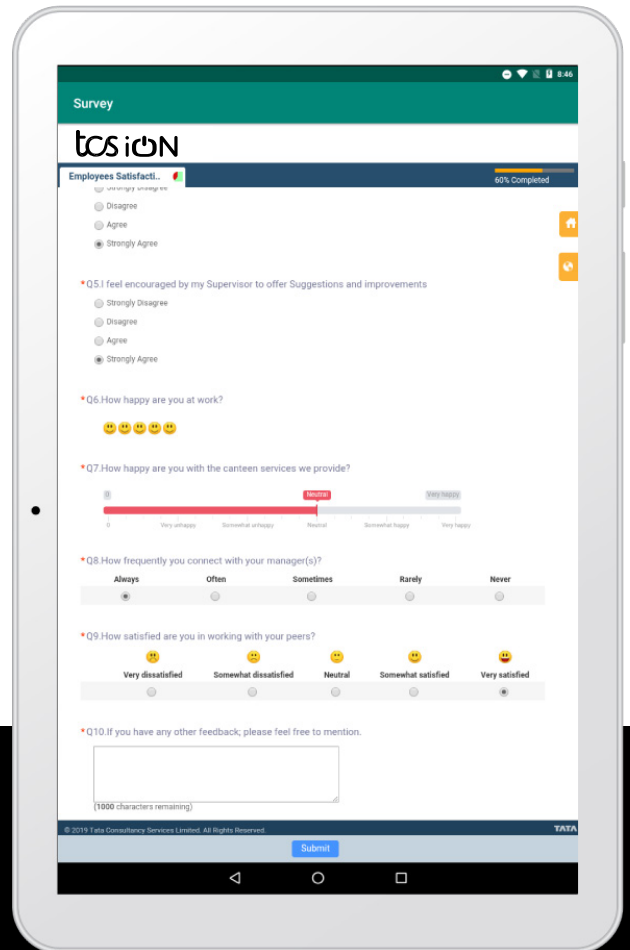 8:46
Survey
tcs iON
Employees Satisfacti..
60% Completed
Strongly Disagree
Disagree
Agree
Strongly Agree
*Q5.I feel encouraged by my Supervisor to offer Suggestions and improvements
Strongly Disagree
Disagree
Agree
Strongly Agree
*Q6.How happy are you at work?
*Q7.How happy are you with the canteen services we provide?
0 Neutral Very happy
0 Very unhappy Somewhat unhappy Neutral Somewhat happy Very happy
*Q8.How frequently you connect with your manager(s)?
Always Often Sometimes Rarely Never
*Q9.How satisfied are you in working with your peers?
Very dissatisfied Somewhat dissatisfied Neutral Somewhat satisfied Very satisfied
*Q10.If you have any other feedback; please feel free to mention.
(1000 characters remaining)
© 2019 Tata Consultancy Services Limited. All Rights Reserved. TATA
Submit